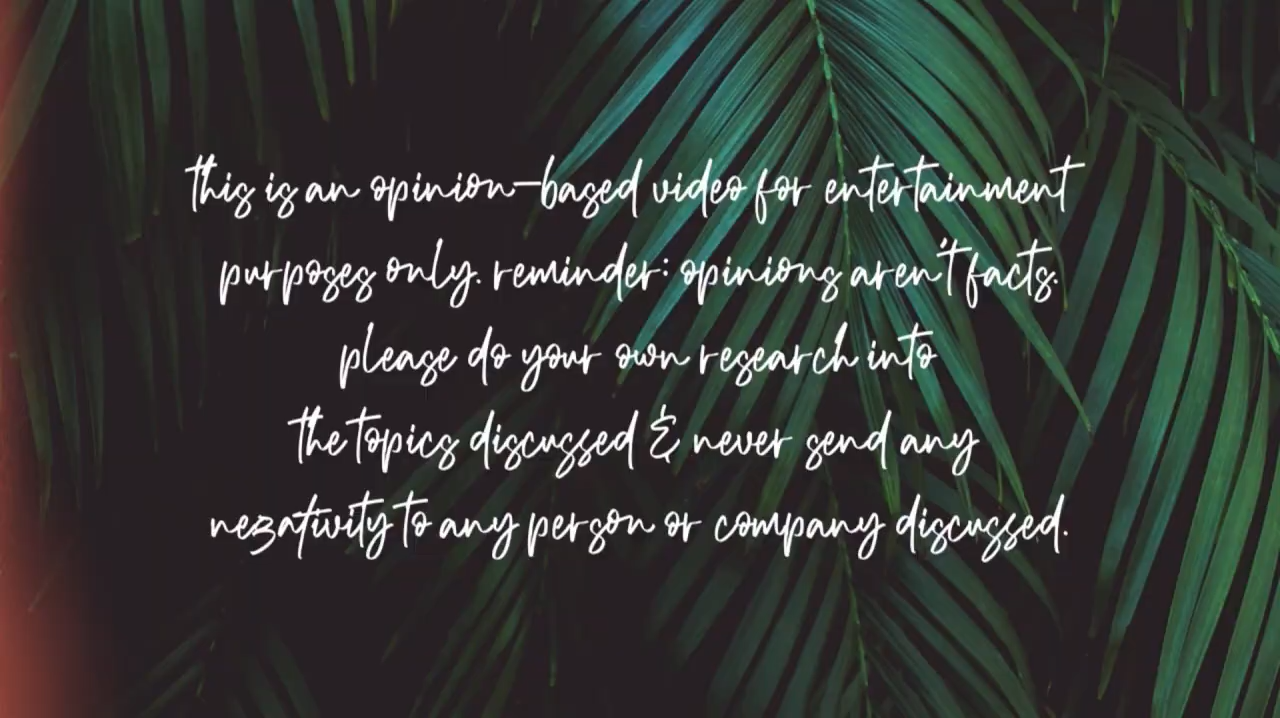 this is an opinion-based video for entertainment
purposes only. reminder: opinions aren't facts.
please do your own research into
the topics discussed & never send any
negativity to any person or company discussed.